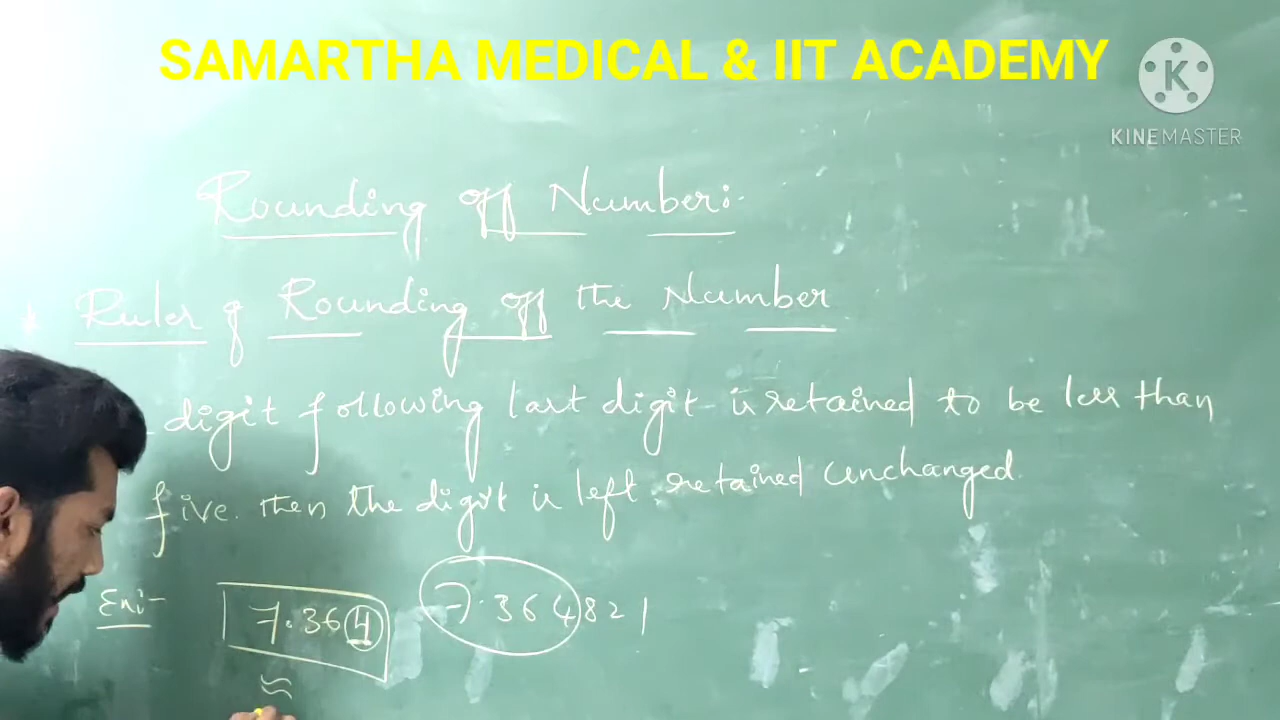 SAMARTHA MEDICAL & IIT ACADEMY
K
KINEMASTER
Rounding off Number:-
Rules of Rounding off the Number
digit following last digit is retained to be less than
five. then the digit is left. retained unchanged.
Ex:-
7.364
7.364821
≈